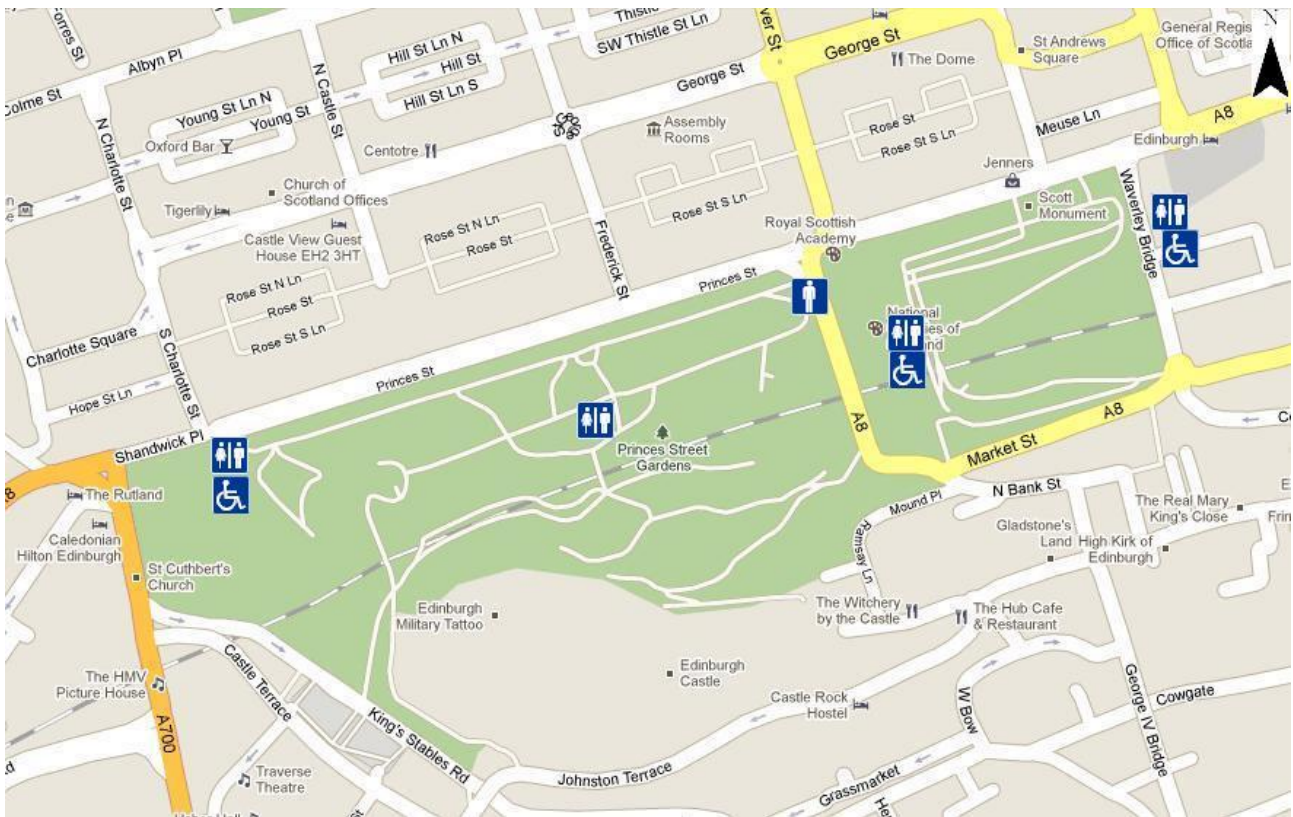 Forres St
Albyn Pl
Colme St
N Charlotte St
N Castle St
Hill St Ln N
Hill St
Hill St Ln S
Thistle St
SW Thistle St Ln
George St
George St
The Dome
St Andrews
Square
General Regis
Office of Scotla
N
Young St Ln N
Young St
Oxford Bar
Centotre
Assembly
Rooms
Rose St
Rose St S Ln
Meuse Ln
A8
Edinburgh
Jenners
Church of
Scotland Offices
Tigerlily
Castle View Guest
House EH2 3HT
Rose St N Ln
Rose St
Frederick St
Rose St S Ln
Royal Scottish
Academy
Scott
Monument
Waverley Bridge
Rose St N Ln
Rose St
Rose St S Ln
Princes St
Charlotte Square
S Charlotte St
Hope St Ln
Princes St
National
Shandwick Pl
Princes Street
Gardens
A8
Market St
A8
The Rutland
Caledonian
Hilton Edinburgh
St Cuthbert's
Church
Mound Pl
N Bank St
Ramsay Ln
Gladstone's
Land
High Kirk of
Edinburgh
The Real Mary
King's Close
Edinburgh
Military Tattoo
The Witchery
by the Castle
The Hub Cafe
& Restaurant
Edinburgh
Castle
Castle Rock
Hostel
The HMV
Picture House
A700
Castle Terrace
King's Stables Rd
Traverse
Theatre
Johnston Terrace
W Bow
Grassmarket
George IV Bridge
Cowgate